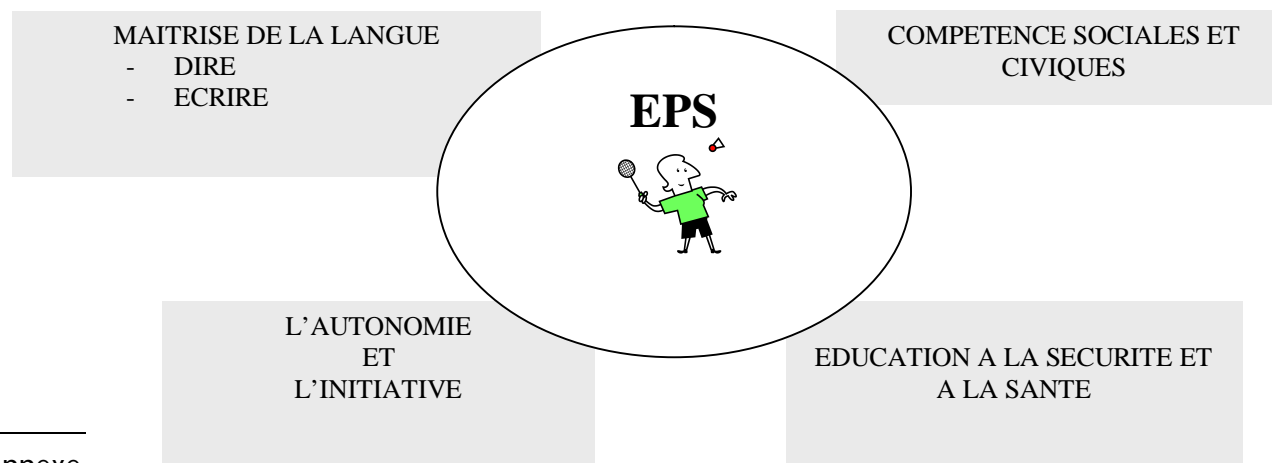 MAITRISE DE LA LANGUE
- DIRE
- ECRIRE
COMPETENCE SOCIALES ET
CIVIQUES
EPS
L’AUTONOMIE
ET
L’INITIATIVE
EDUCATION A LA SECURITE ET
A LA SANTE